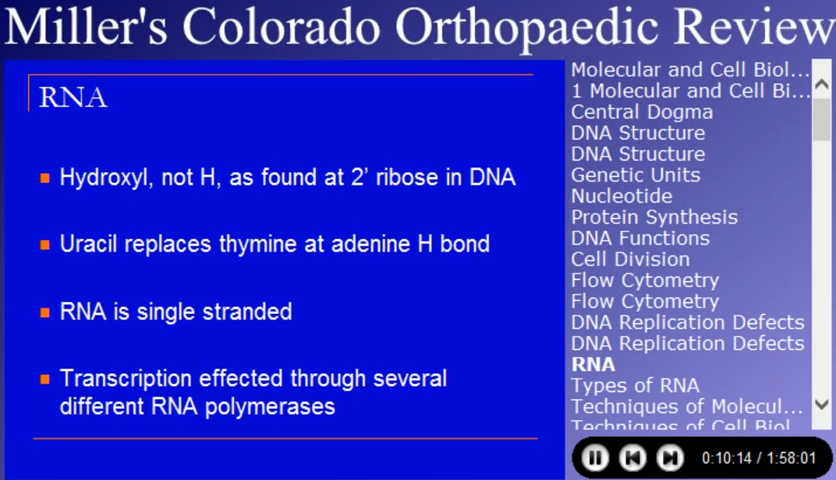 Miller's Colorado Orthopaedic Review
RNA
Hydroxyl, not H, as found at 2' ribose in DNA
Uracil replaces thymine at adenine H bond
RNA is single stranded
Transcription effected through several
different RNA polymerases
Molecular and Cell Biol...
1 Molecular and Cell Bi...
Central Dogma
DNA Structure
DNA Structure
Genetic Units
Nucleotide
Protein Synthesis
DNA Functions
Cell Division
Flow Cytometry
Flow Cytometry
DNA Replication Defects
DNA Replication Defects
RNA
Types of RNA
Techniques of Molecul...
Techniques of Cell Biol...
0:10:14 / 1:58:01